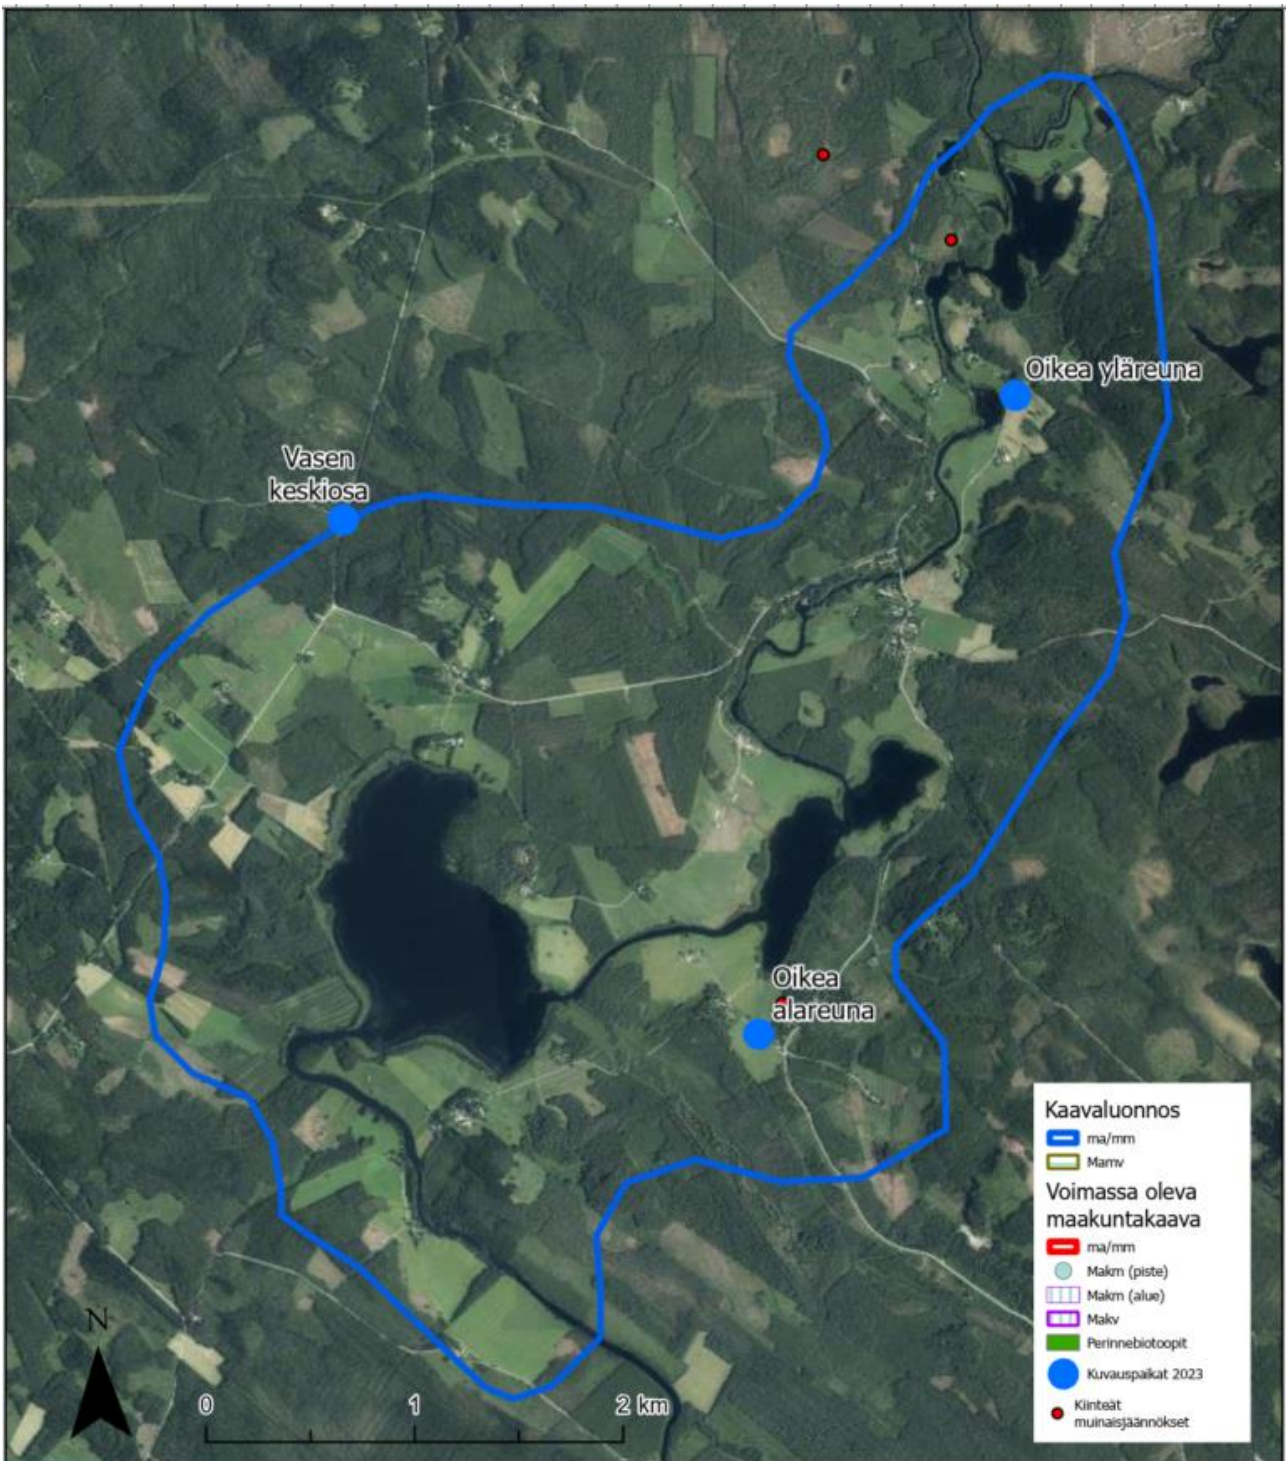 Oikea yläreuna
Vasen
keskiosa
Oikea
alareuna
N
0 1 2 km
Kaavaluonnos
ma/mm
Mamv
Voimassa oleva
maakuntakaava
ma/mm
Makm (piste)
Makm (alue)
Makv
Perinnebiotoopit
Kuvauspaikat 2023
Kiinteät
muinaisjäännökset